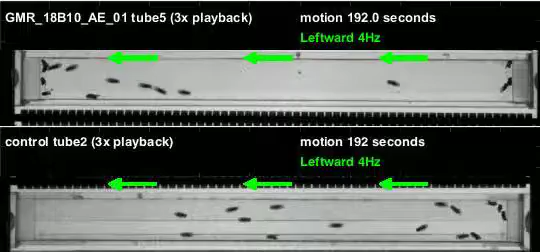 GMR_18B10_AE_01 tube5 (3x playback) motion 192.0 seconds
Leftward 4Hz
control tube2 (3x playback) motion 192 seconds
Leftward 4Hz